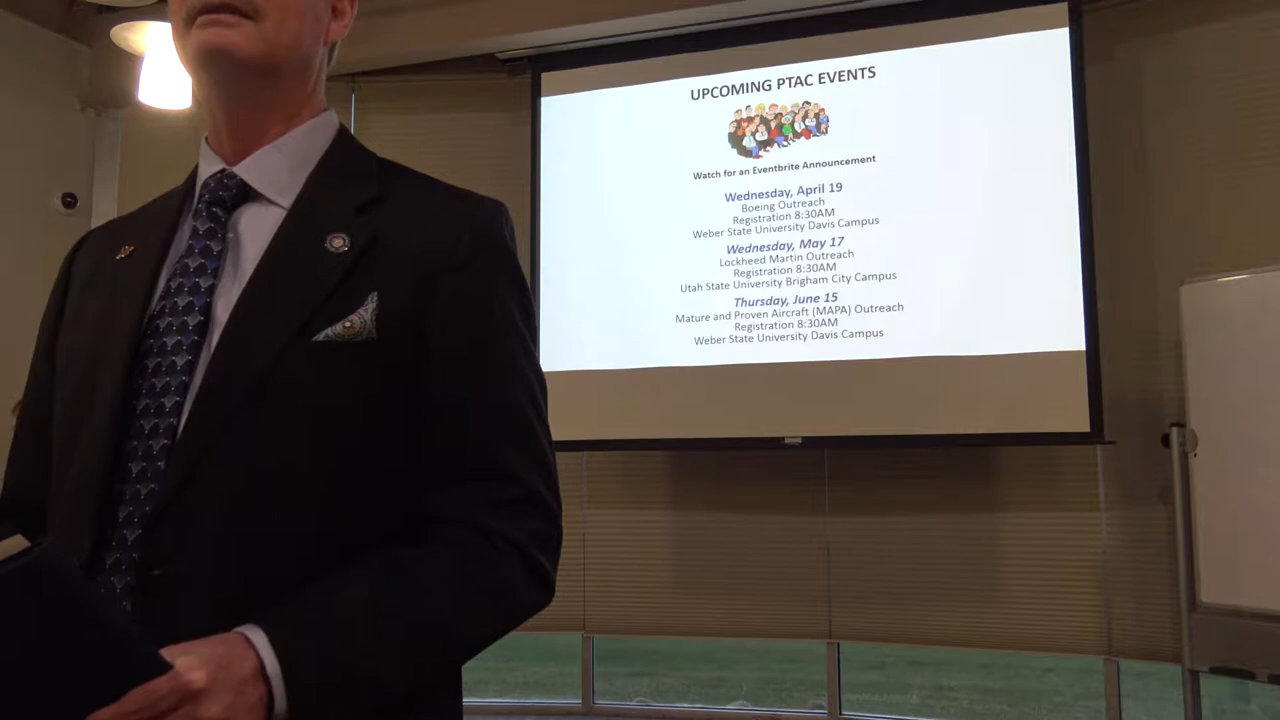 UPCOMING PTAC EVENTS
Watch for an Eventbrite Announcement
Wednesday, April 19
Boeing Outreach
Registration 8:30AM
Weber State University Davis Campus
Wednesday, May 17
Lockheed Martin Outreach
Registration 8:30AM
Utah State University Brigham City Campus
Thursday, June 15
Mature and Proven Aircraft (MAPA) Outreach
Registration 8:30AM
Weber State University Davis Campus